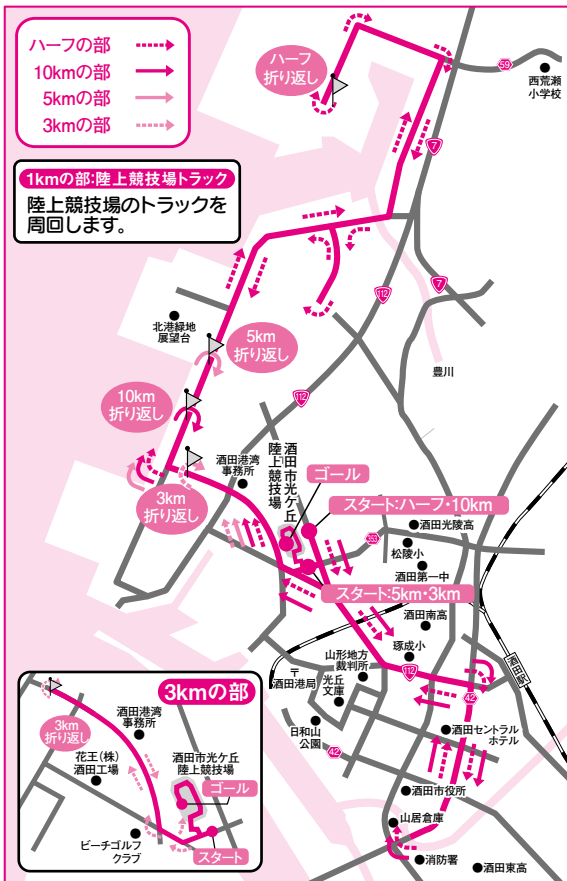 ハーフの部
10kmの部
5kmの部
3kmの部
1kmの部:陸上競技場トラック
陸上競技場のトラックを
周回します。
ハーフ
折り返し
59
西荒瀬
小学校
7
112
7
北港緑地
展望台
5km
折り返し
豊川
10km
折り返し
112
酒田港湾
事務所
3km
折り返し
酒田市光ケ丘
陸上競技場
ゴール
スタート:ハーフ・10km
353
酒田光陵高
松陵小
酒田第一中
スタート:5km・3km
酒田南高
琢成小
山形地方
裁判所
112
酒田駅
〒
酒田港局
光丘
文庫
42
日和山
公園
42
酒田セントラル
ホテル
酒田市役所
山居倉庫
消防署
酒田東高
3kmの部
3km
折り返し
酒田港湾
事務所
花王(株)
酒田工場
酒田市光ケ丘
陸上競技場
ゴール
スタート
ビーチゴルフ
クラブ